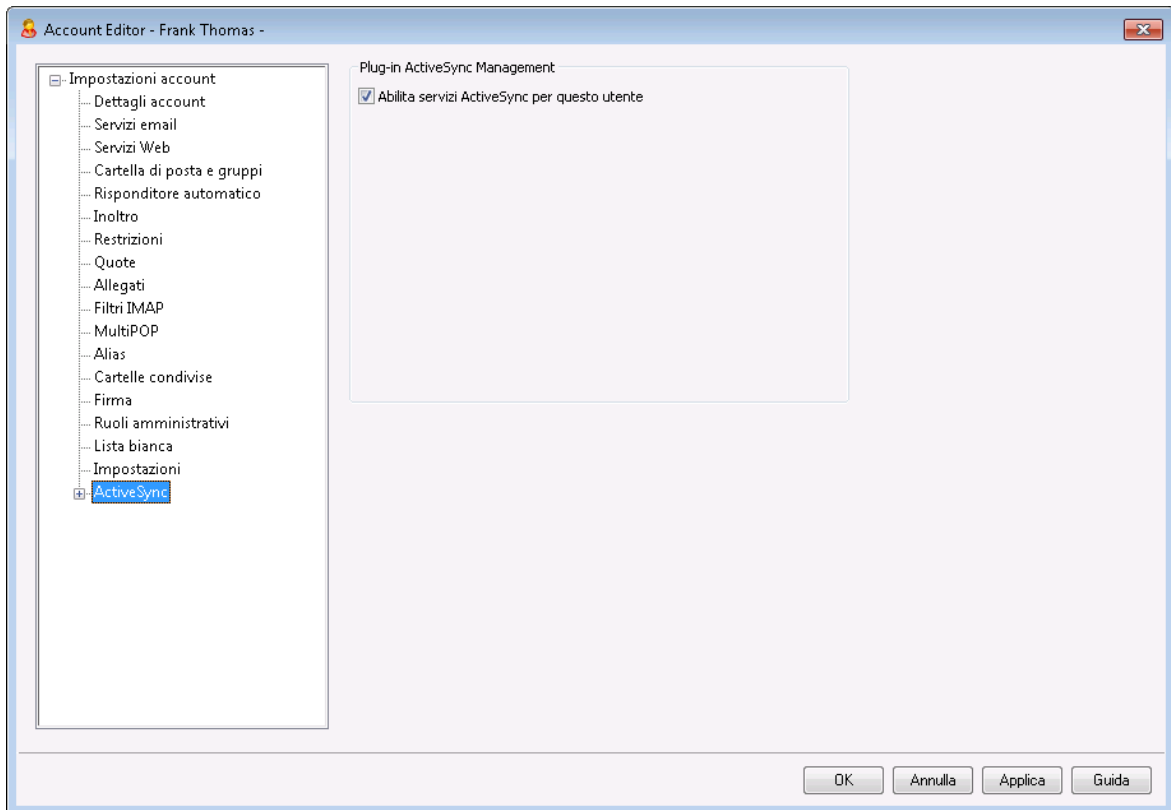 Account Editor - Frank Thomas -
Impostazioni account
Dettagli account
Servizi email
Servizi Web
Cartella di posta e gruppi
Risponditore automatico
Inoltro
Restrizioni
Quote
Allegati
Filtri IMAP
MultiPOP
Alias
Cartelle condivise
Firma
Ruoli amministrativi
Lista bianca
Impostazioni
ActiveSync
Plug-in ActiveSync Management
Abilita servizi ActiveSync per questo utente
OK
Annulla
Applica
Guida